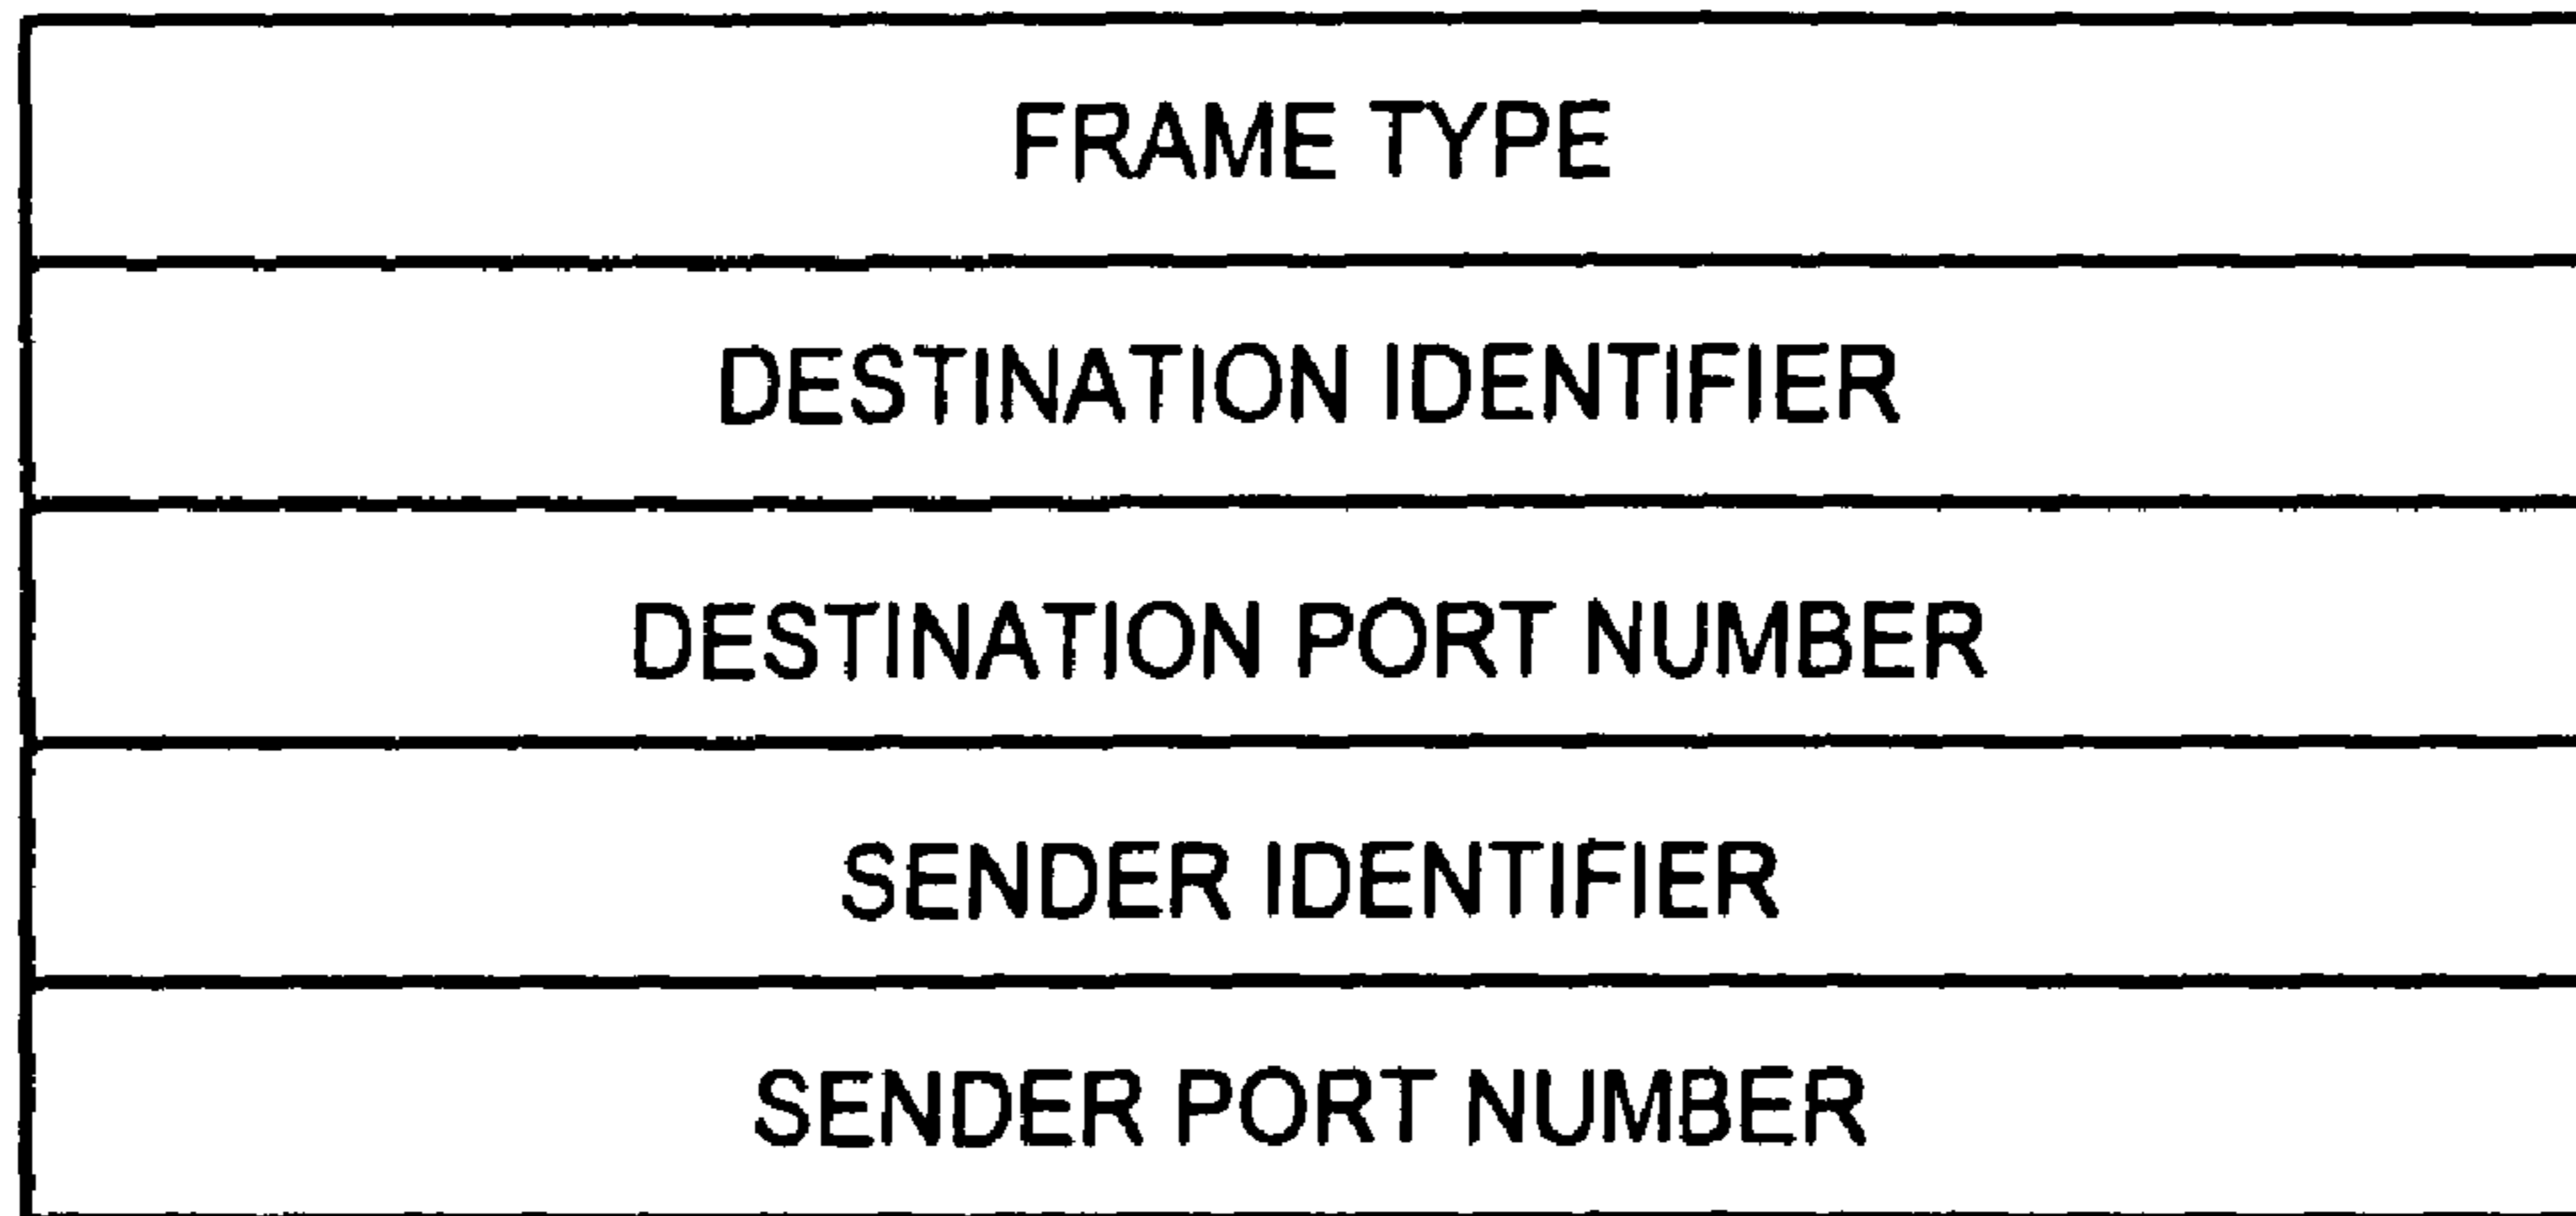 FRAME TYPE
DESTINATION IDENTIFIER
DESTINATION PORT NUMBER
SENDER IDENTIFIER
SENDER PORT NUMBER